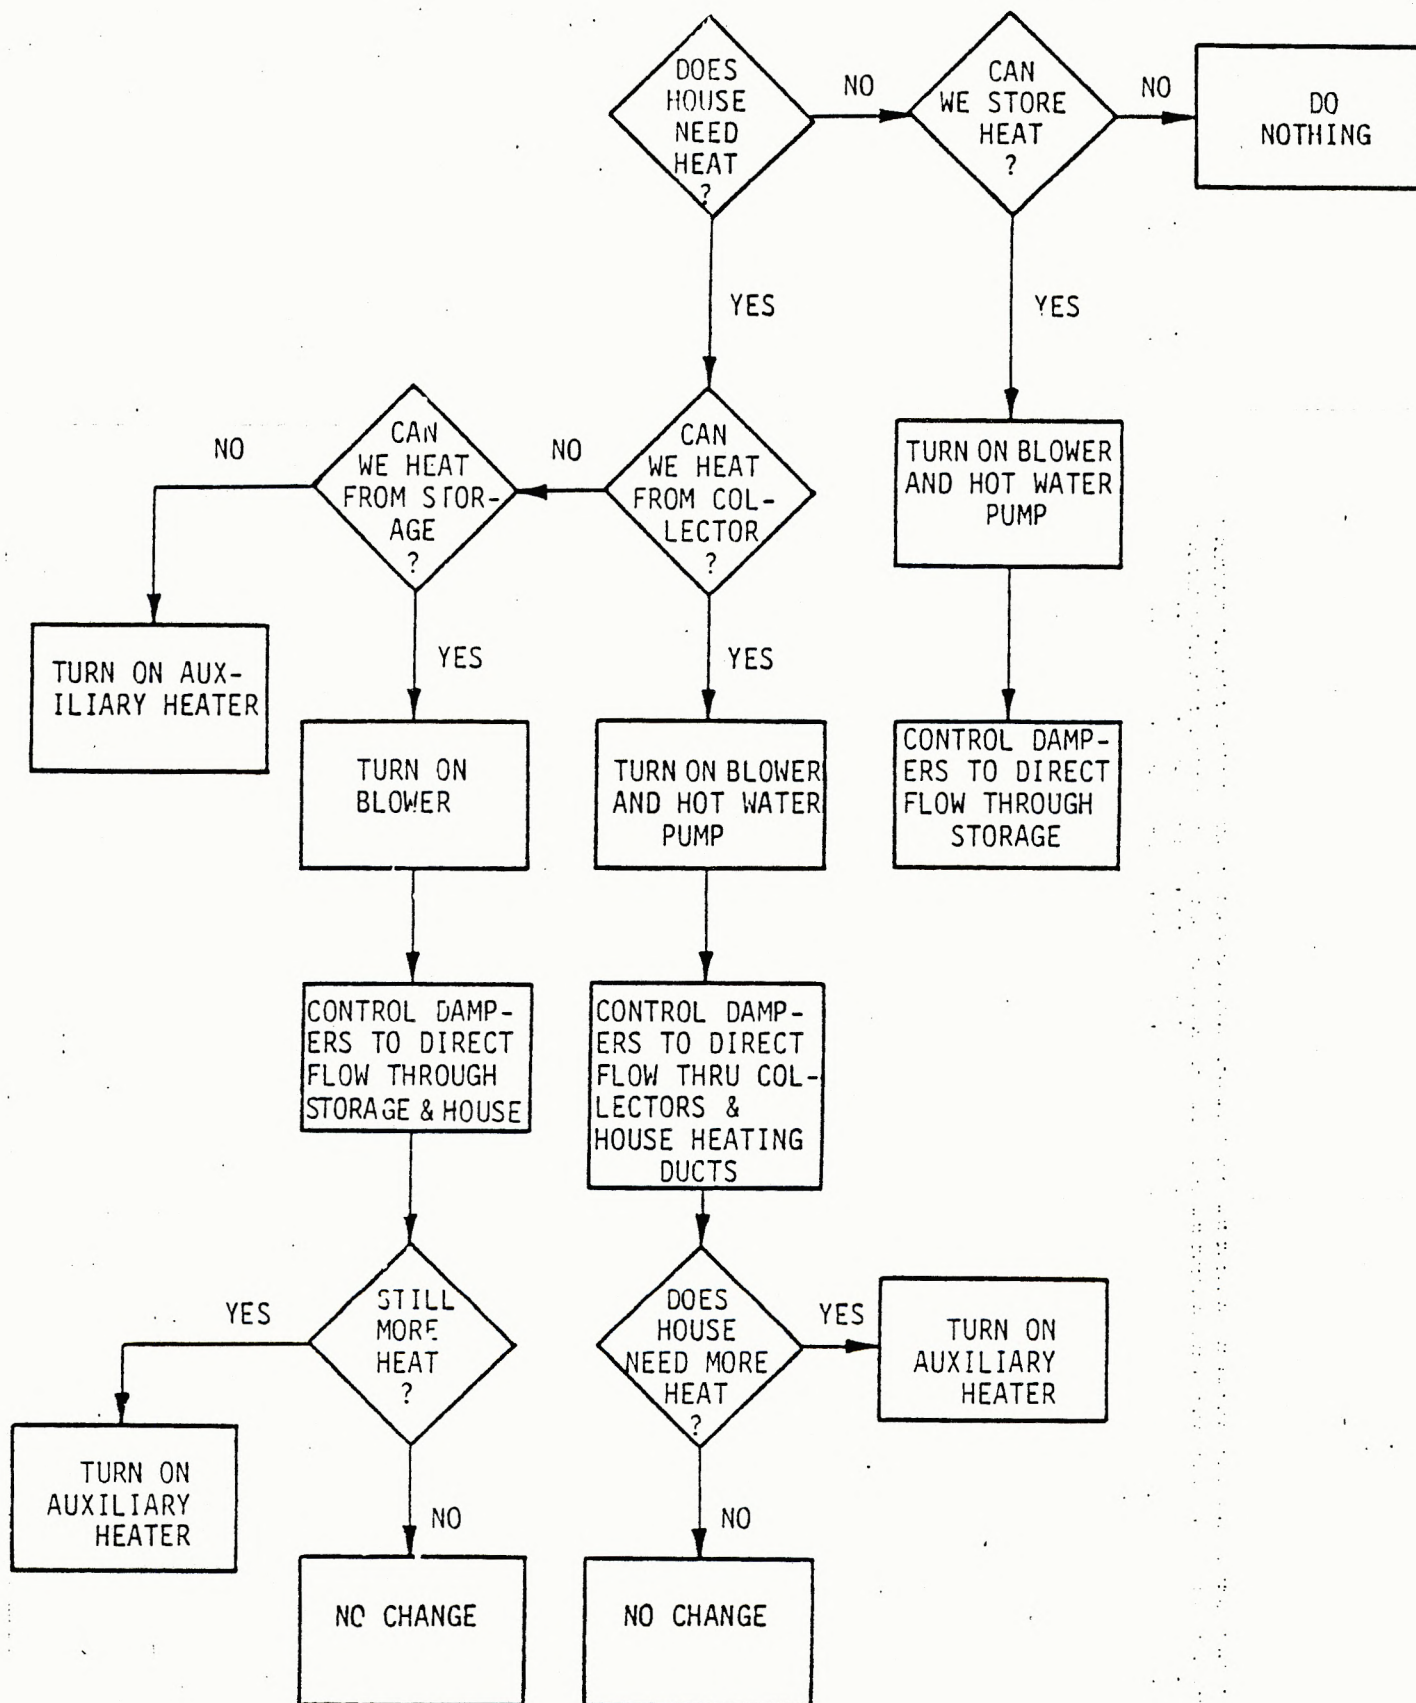 DOES
HOUSE
NEED
HEAT
?
NO
CAN
WE STORE
HEAT
?
NO
DO
NOTHING
YES
YES
CAN
WE HEAT
FROM STOR-
AGE
?
NO
NO
CAN
WE HEAT
FROM COL-
LECTOR
?
TURN ON BLOWER
AND HOT WATER
PUMP
TURN ON AUX-
ILIARY HEATER
YES
YES
TURN ON
BLOWER
TURN ON BLOWER
AND HOT WATER
PUMP
CONTROL DAMP-
ERS TO DIRECT
FLOW THROUGH
STORAGE
CONTROL DAMP-
ERS TO DIRECT
FLOW THROUGH
STORAGE & HOUSE
CONTROL DAMP-
ERS TO DIRECT
FLOW THRU COL-
LECTORS &
HOUSE HEATING
DUCTS
YES
STILL
MORE
HEAT
?
DOES
HOUSE
NEED MORE
HEAT
?
YES
TURN ON
AUXILIARY
HEATER
TURN ON
AUXILIARY
HEATER
NO
NO
NO CHANGE
NO CHANGE